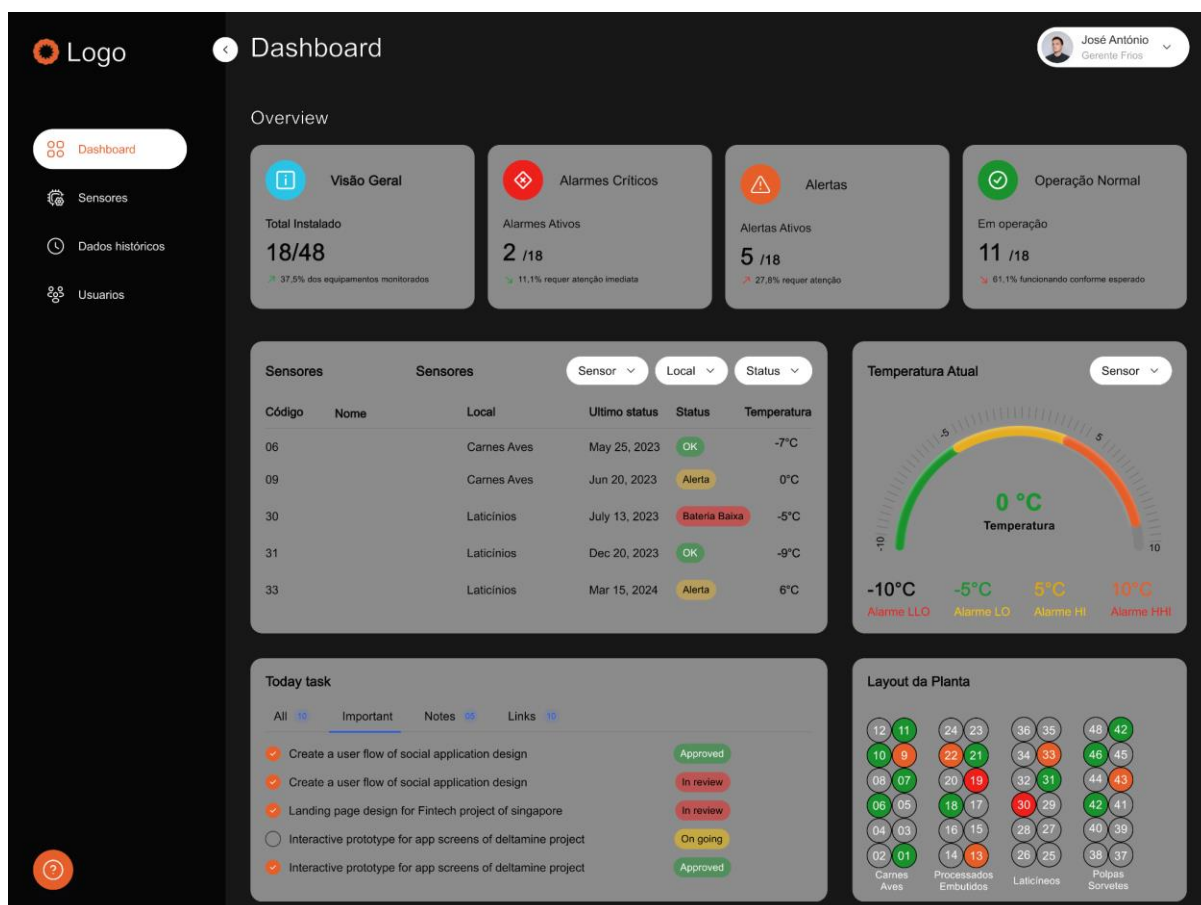 Logo
Dashboard
José António
Gerente Frios
Dashboard
Sensores
Dados históricos
Usuarios
?
Overview
Visão Geral
Total Instalado
18/48
37,5% dos equipamentos monitorados
Alarmes Críticos
Alarmes Ativos
2 /18
11,1% requer atenção imediata
Alertas
Alertas Ativos
5 /18
27,8% requer atenção
Operação Normal
Em operação
11 /18
61,1% funcionando conforme esperado
Sensores Sensores Sensor Local Status
Código Nome Local Ultimo status Status Temperatura
06 Carnes Aves May 25, 2023 OK -7°C
09 Carnes Aves Jun 20, 2023 Alerta 0°C
30 Laticínios July 13, 2023 Bateria Baixa -5°C
31 Laticínios Dec 20, 2023 OK -9°C
33 Laticínios Mar 15, 2024 Alerta 6°C
Temperatura Atual Sensor
-5 5
0 °C
Temperatura
-10 10
-10°C -5°C 5°C 10°C
Alarme LLO Alarme LO Alarme HI Alarme HHI
Today task
All 10 Important Notes 05 Links 10
Create a user flow of social application design Approved
Create a user flow of social application design In review
Landing page design for Fintech project of singapore In review
Interactive prototype for app screens of deltamine project On going
Interactive prototype for app screens of deltamine project Approved
Layout da Planta
12 11 24 23 36 35 48 42
10 9 22 21 34 33 46 45
08 07 20 19 32 31 44 43
06 05 18 17 30 29 42 41
04 03 16 15 28 27 40 39
02 01 14 13 26 25 38 37
Carnes Processados Laticíneos Polpas
Aves Embutidos Sorvetes